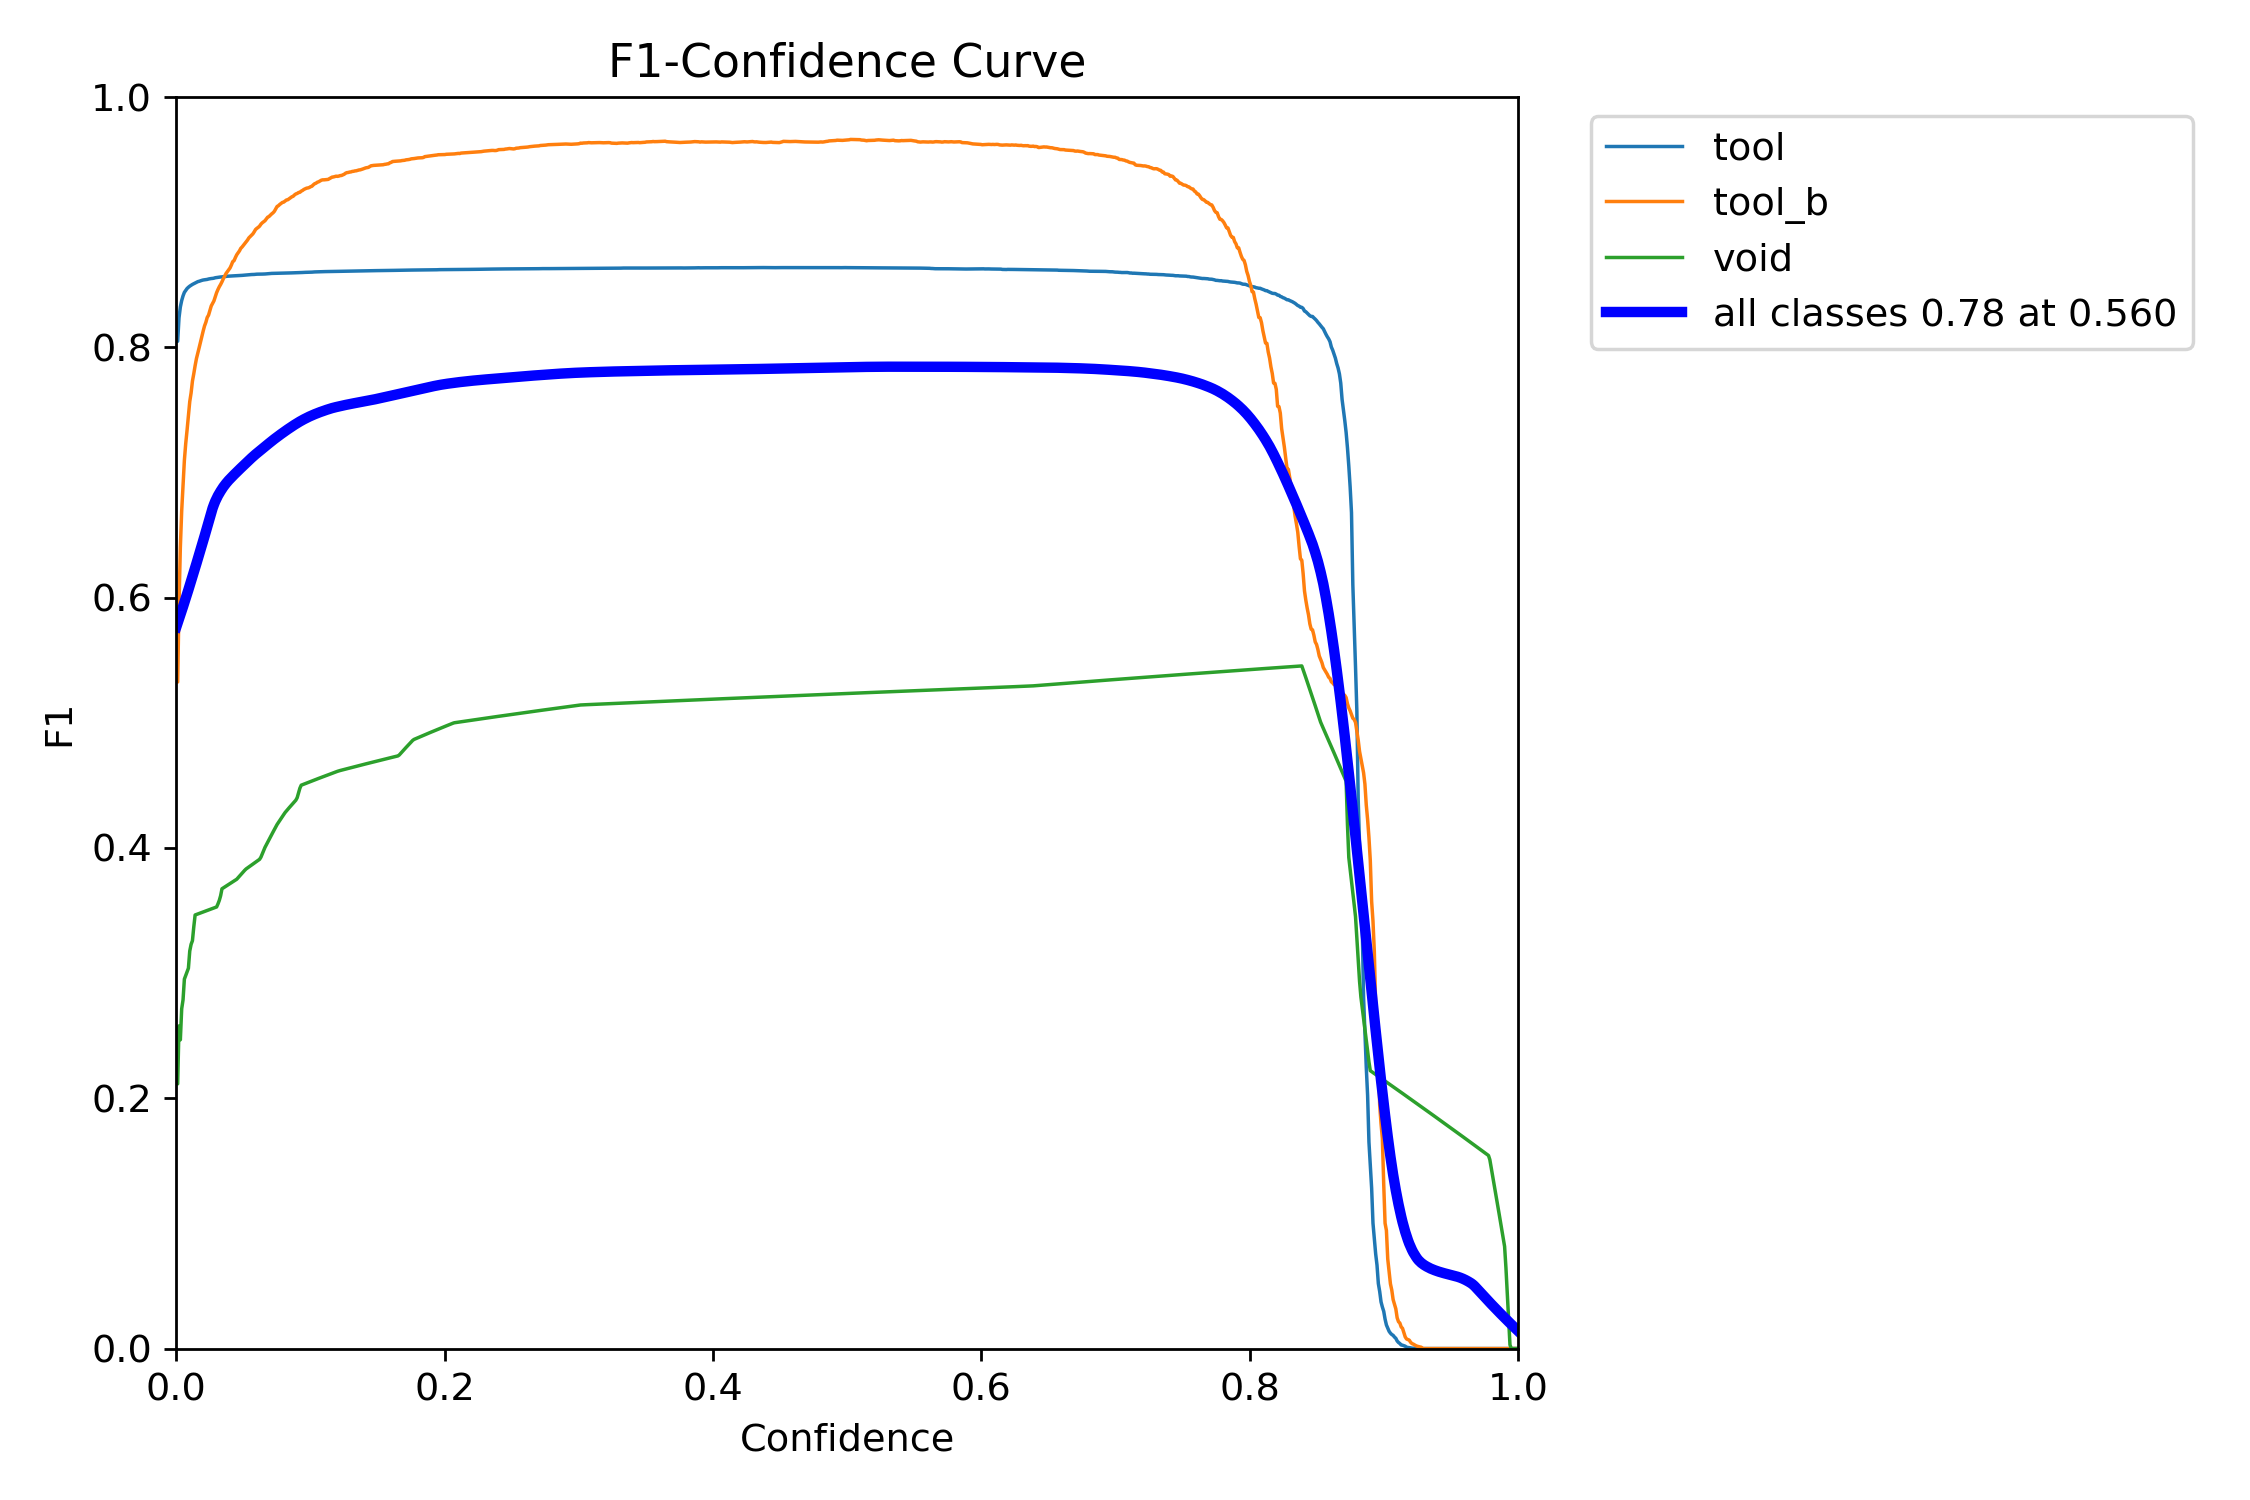 F1-Confidence Curve
1.0
0.8
0.6
0.4
0.2
0.0
F1
0.0 0.2 0.4 0.6 0.8 1.0
Confidence
tool
tool_b
void
all classes 0.78 at 0.560